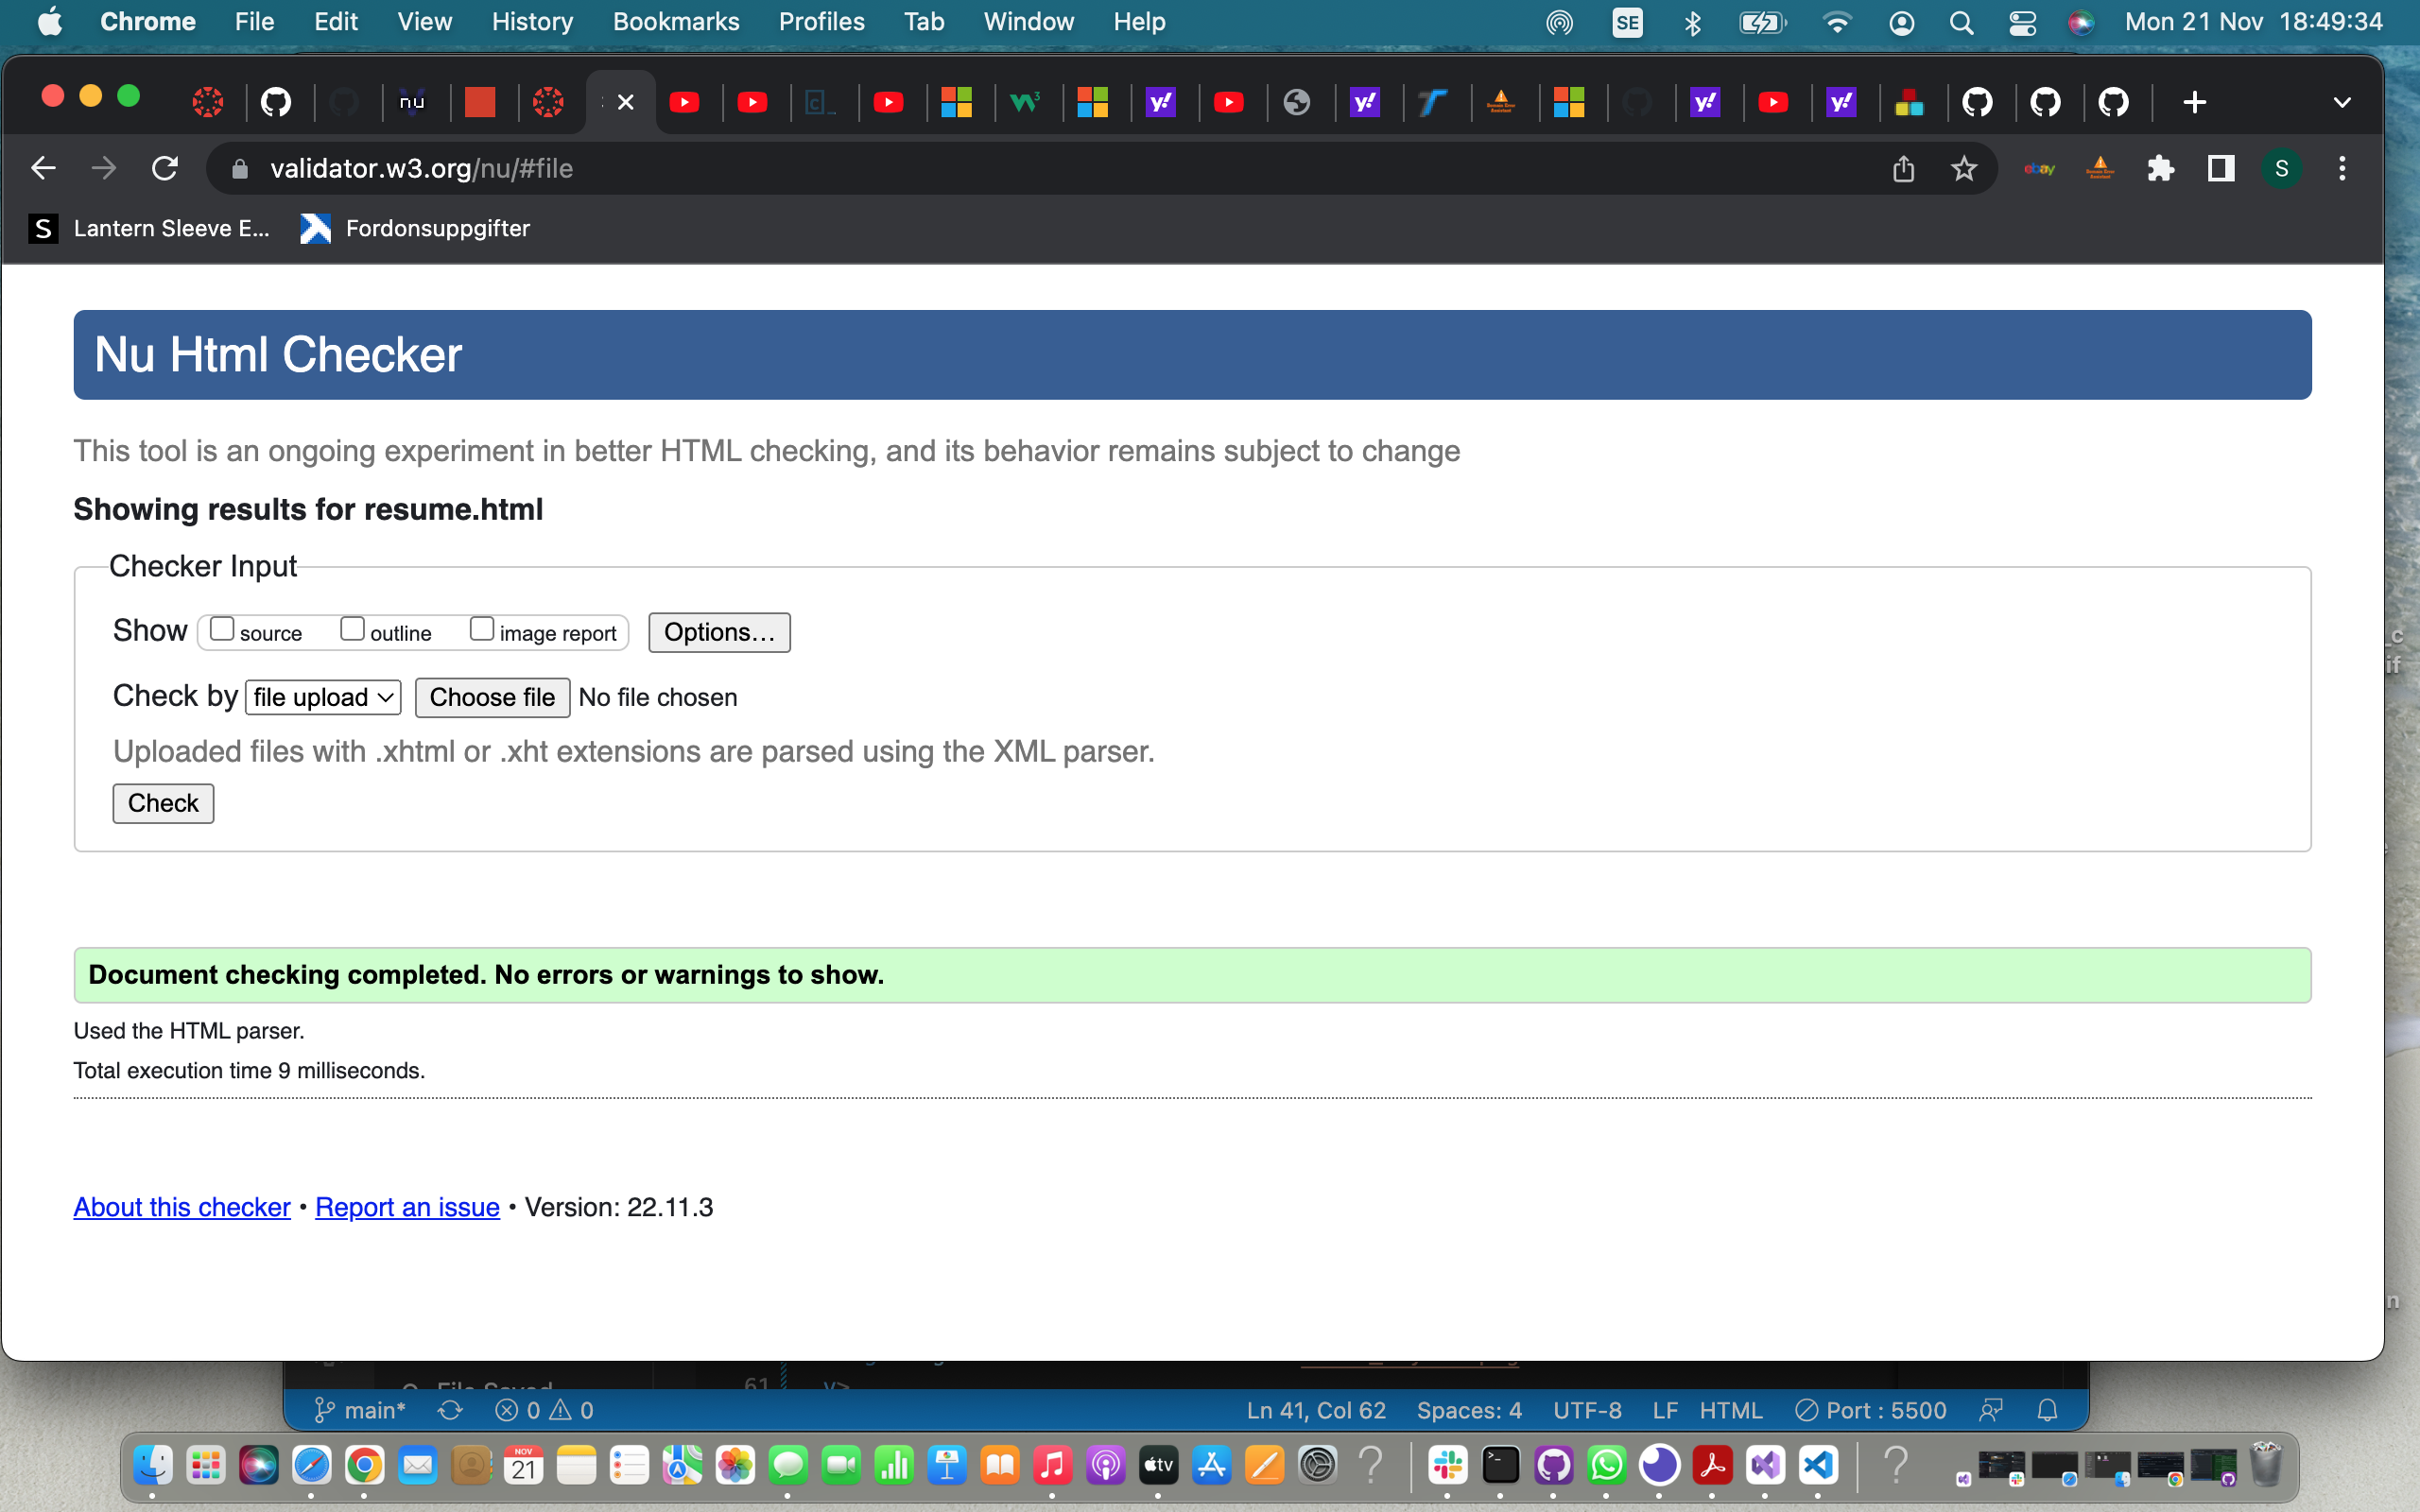 Chrome File Edit View History Bookmarks Profiles Tab Window Help SE Mon 21 Nov 18:49:34
validator.w3.org/nu/#file ebay S
S Lantern Sleeve E... Fordonsuppgifter
Nu Html Checker
This tool is an ongoing experiment in better HTML checking, and its behavior remains subject to change
Showing results for resume.html
Checker Input
Show source outline image report Options...
Check by file upload Choose file No file chosen
Uploaded files with .xhtml or .xht extensions are parsed using the XML parser.
Check
Document checking completed. No errors or warnings to show.
Used the HTML parser.
Total execution time 9 milliseconds.
About this checker • Report an issue • Version: 22.11.3
main* 0 0 Ln 41, Col 62 Spaces: 4 UTF-8 LF HTML Port : 5500
NOV
21
tv